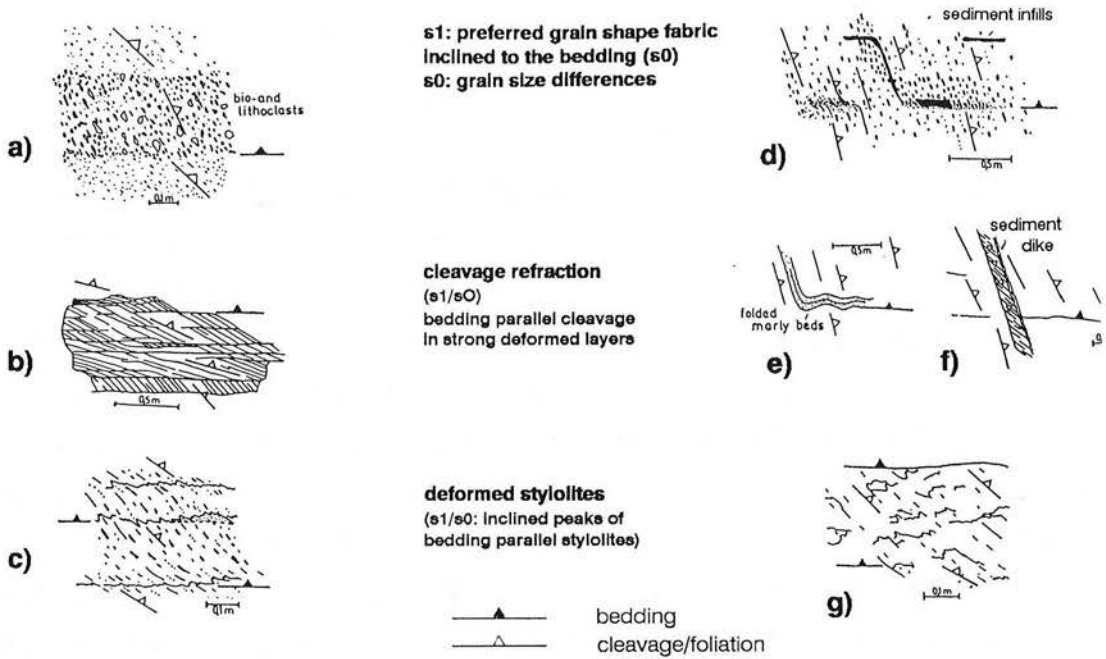 s1: preferred grain shape fabric
inclined to the bedding (s0)
s0: grain size differences
bio-and
lithoclasts
a)
0,1m
sediment infills
d)
0,5m
cleavage refraction
(s1/sO)
bedding parallel cleavage
in strong deformed layers
b)
0,5m
0,5m
folded
marly beds
e)
sediment
dike
f)
deformed stylolites
(s1/s0: inclined peaks of
bedding parallel stylolites)
c)
0,1m
g)
0,1m
bedding
cleavage/foliation